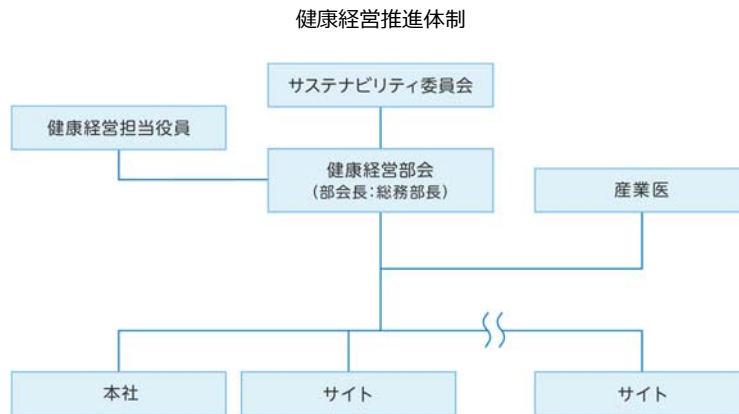 健康経営推進体制
サステナビリティ委員会
健康経営担当役員
健康経営部会
(部会長:総務部長)
産業医
本社
サイト
サイト